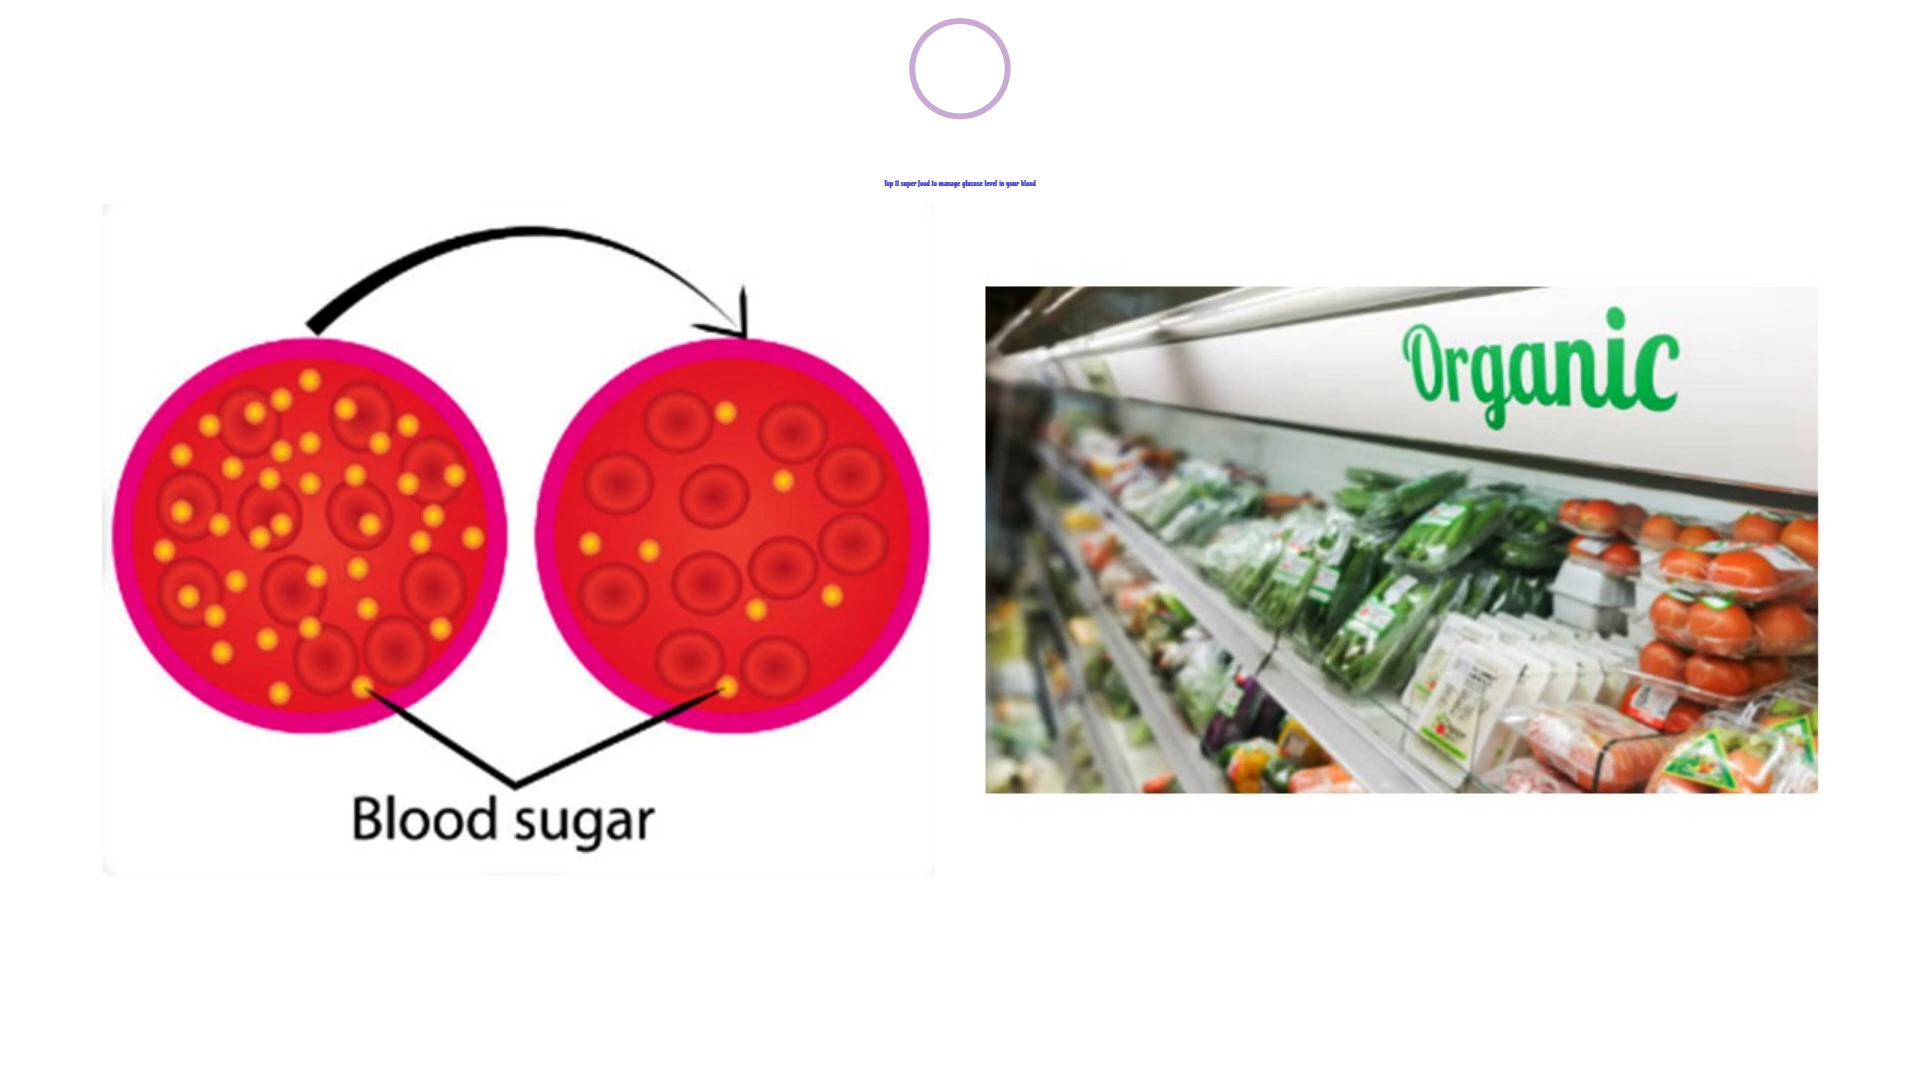 Top 11 super food to manage glucose level in your blood
Organic
Blood sugar